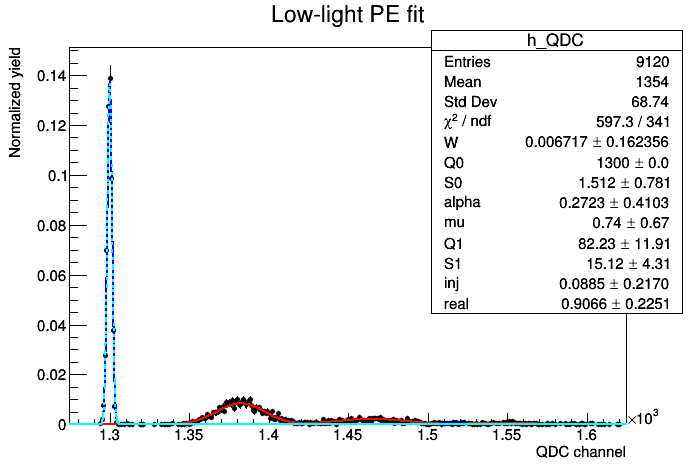 Low-light PE fit
h_QDC
Entries 9120
Mean 1354
Std Dev 68.74
χ² / ndf 597.3 / 341
W 0.006717 ± 0.162356
Q0 1300 ± 0.0
S0 1.512 ± 0.781
alpha 0.2723 ± 0.4103
mu 0.74 ± 0.67
Q1 82.23 ± 11.91
S1 15.12 ± 4.31
inj 0.0885 ± 0.2170
real 0.9066 ± 0.2251
Normalized yield
0.14
0.12
0.1
0.08
0.06
0.04
0.02
0
1.3 1.35 1.4 1.45 1.5 1.55 1.6
×10³
QDC channel